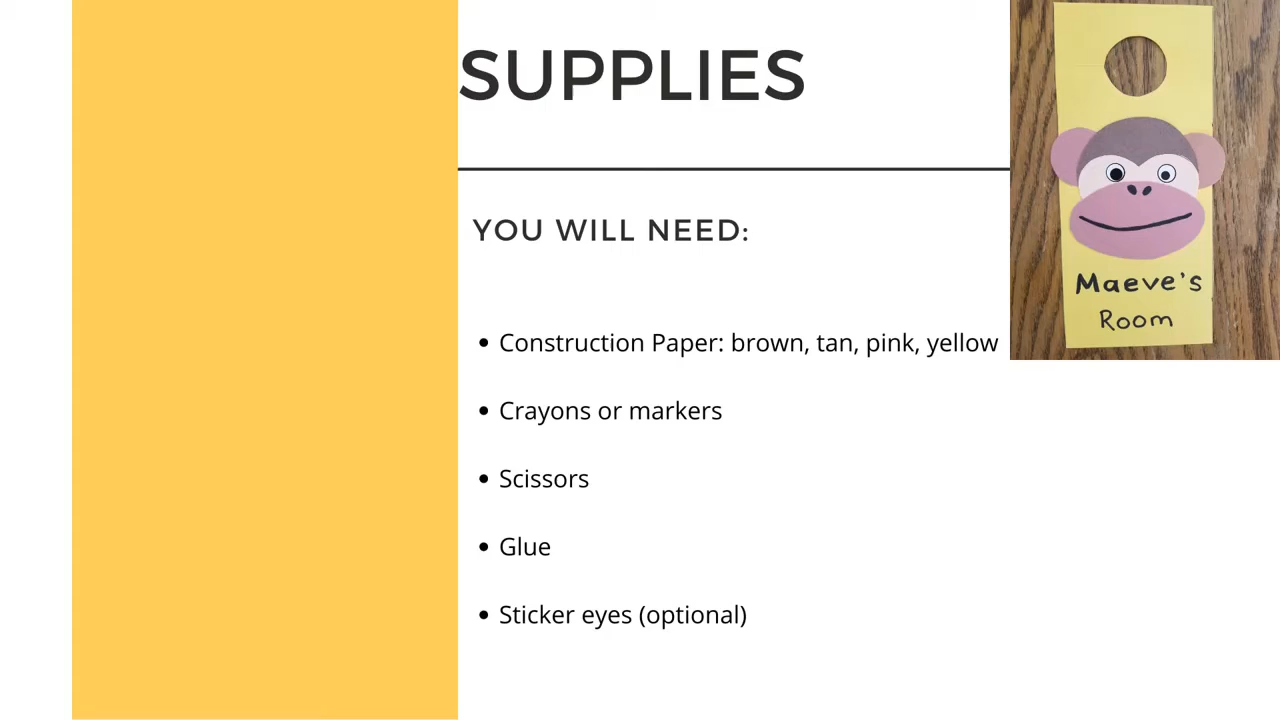 SUPPLIES
YOU WILL NEED:
• Construction Paper: brown, tan, pink, yellow
• Crayons or markers
• Scissors
• Glue
• Sticker eyes (optional)
Maeve's
Room